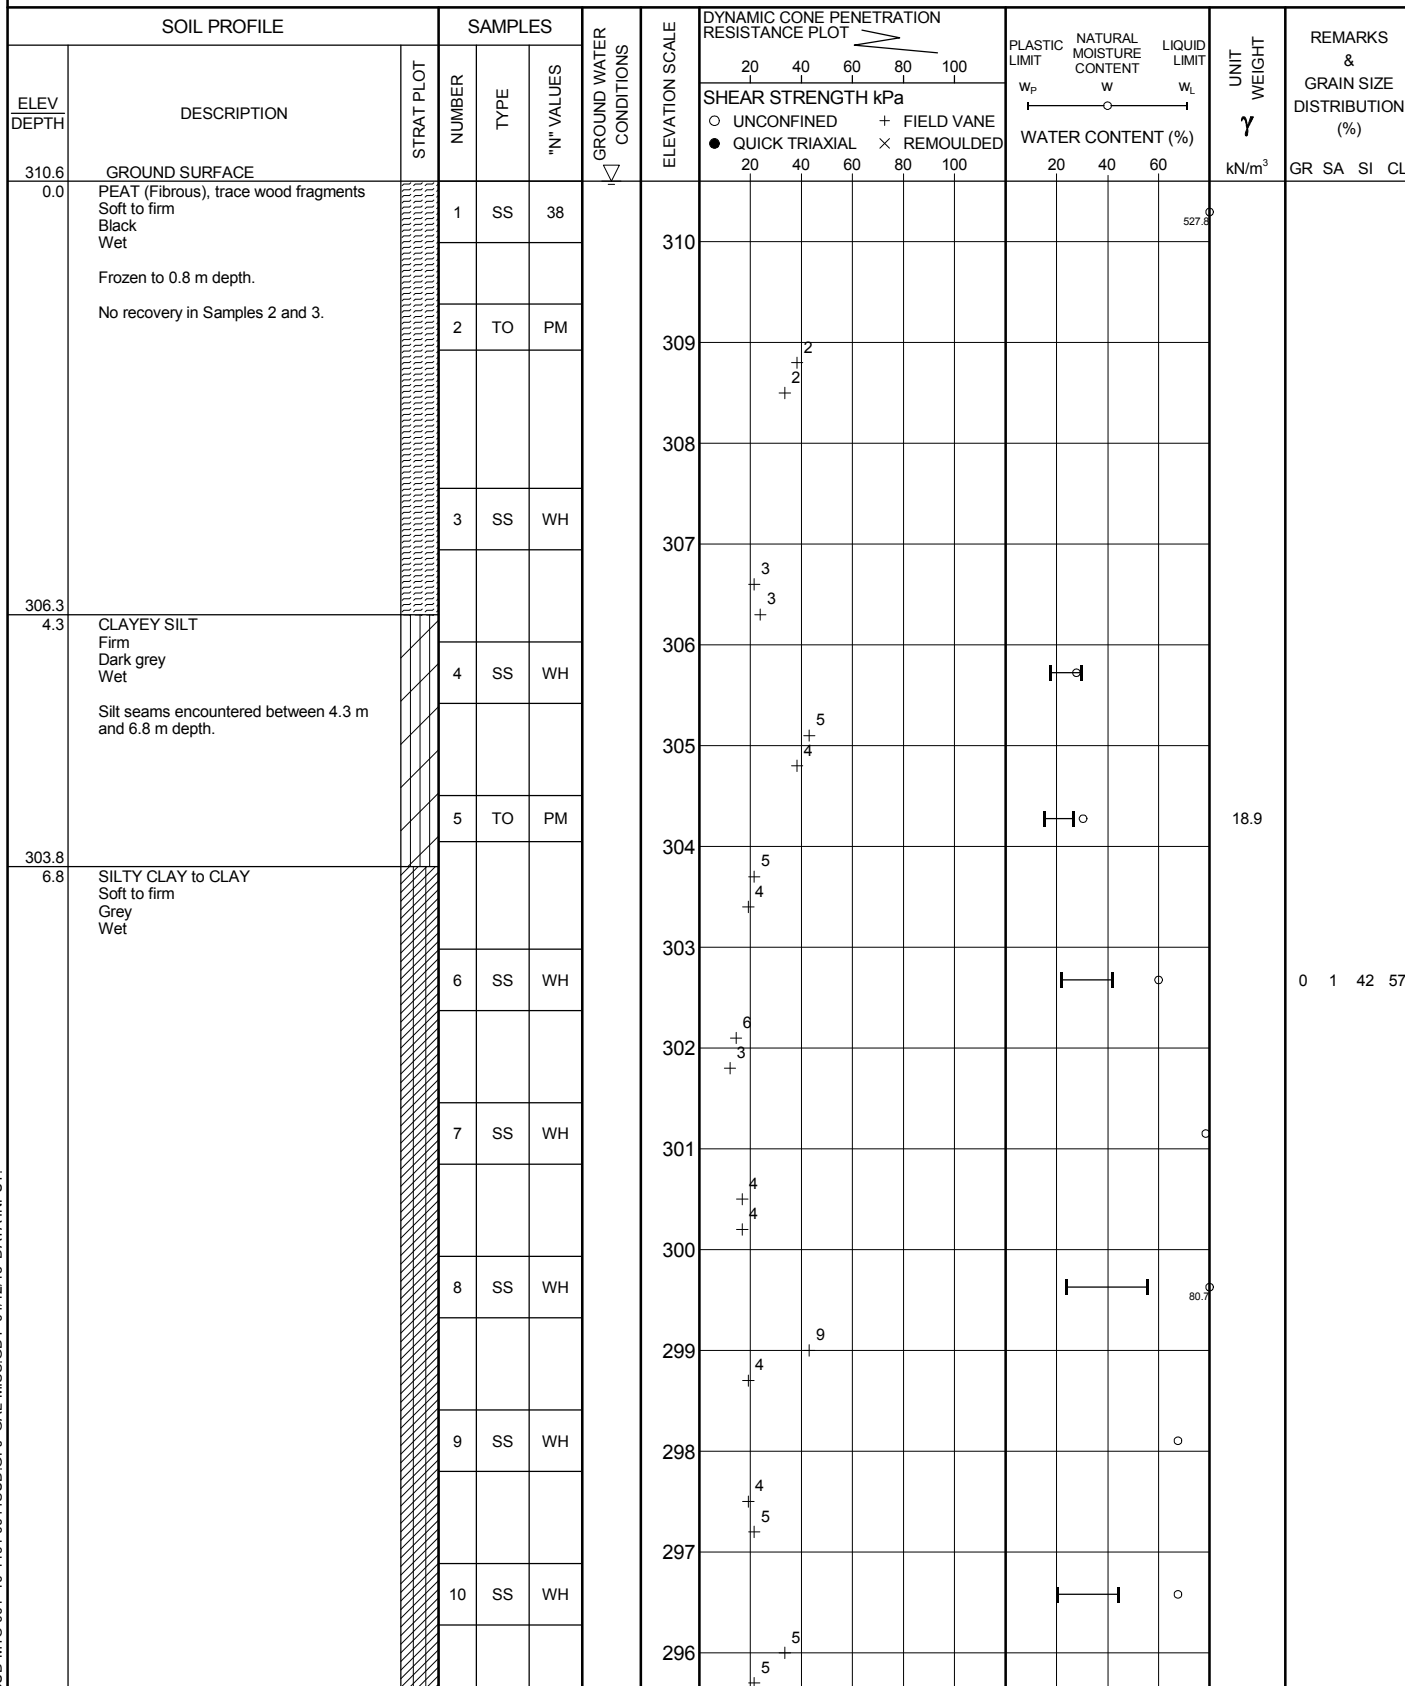 SOIL PROFILE
SAMPLES
GROUND WATER
CONDITIONS
ELEVATION SCALE
DYNAMIC CONE PENETRATION
RESISTANCE PLOT
20 40 60 80 100
SHEAR STRENGTH kPa
○ UNCONFINED + FIELD VANE
● QUICK TRIAXIAL × REMOULDED
20 40 60 80 100
PLASTIC
LIMIT
NATURAL
MOISTURE
CONTENT
LIQUID
LIMIT
WP W WL
WATER CONTENT (%)
20 40 60
UNIT
WEIGHT
γ
kN/m³
REMARKS
&
GRAIN SIZE
DISTRIBUTION
(%)
GR SA SI CL
ELEV
DEPTH
DESCRIPTION
STRAT PLOT
NUMBER
TYPE
"N" VALUES
310.6 GROUND SURFACE
0.0 PEAT (Fibrous), trace wood fragments
Soft to firm
Black
Wet
Frozen to 0.8 m depth.
No recovery in Samples 2 and 3.
1 SS 38
527.8
310
2 TO PM
309
2
2
308
3 SS WH
307
3
3
306.3
4.3 CLAYEY SILT
Firm
Dark grey
Wet
Silt seams encountered between 4.3 m
and 6.8 m depth.
306
4 SS WH
5
305
4
5 TO PM
18.9
304
303.8
6.8 SILTY CLAY to CLAY
Soft to firm
Grey
Wet
5
4
303
6 SS WH
0 1 42 57
6
302
3
7 SS WH
301
4
4
300
8 SS WH
80.7
9
299
4
9 SS WH
298
4
5
297
10 SS WH
5
296
5